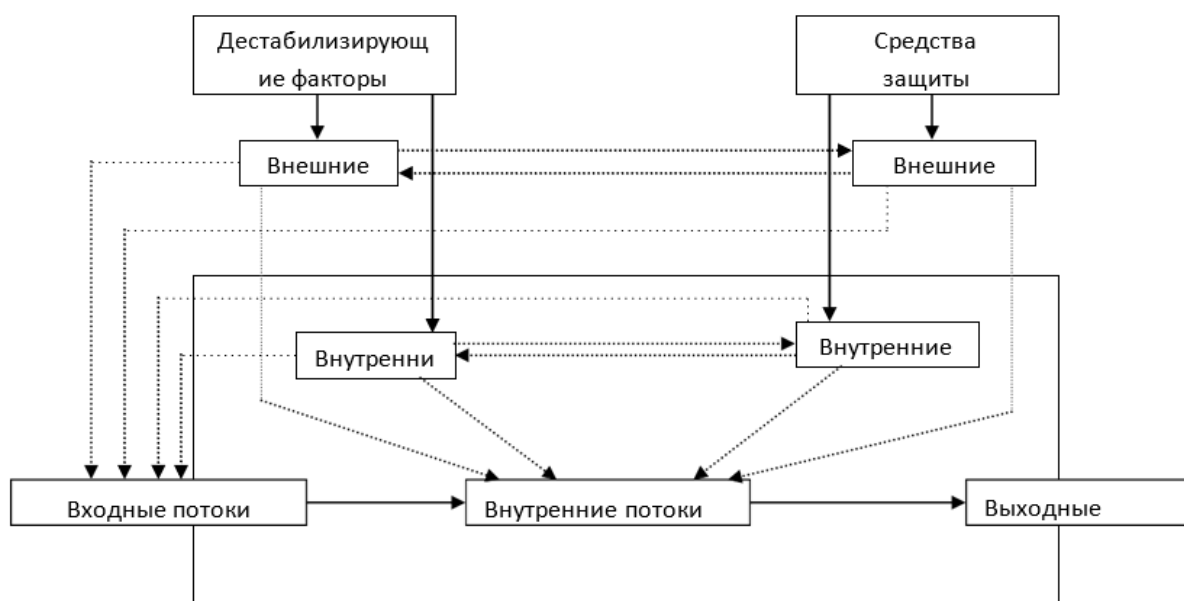 Дестабилизирующ
ие факторы
Средства
защиты
Внешние
Внешние
Внутренни
Внутренние
Входные потоки
Внутренние потоки
Выходные